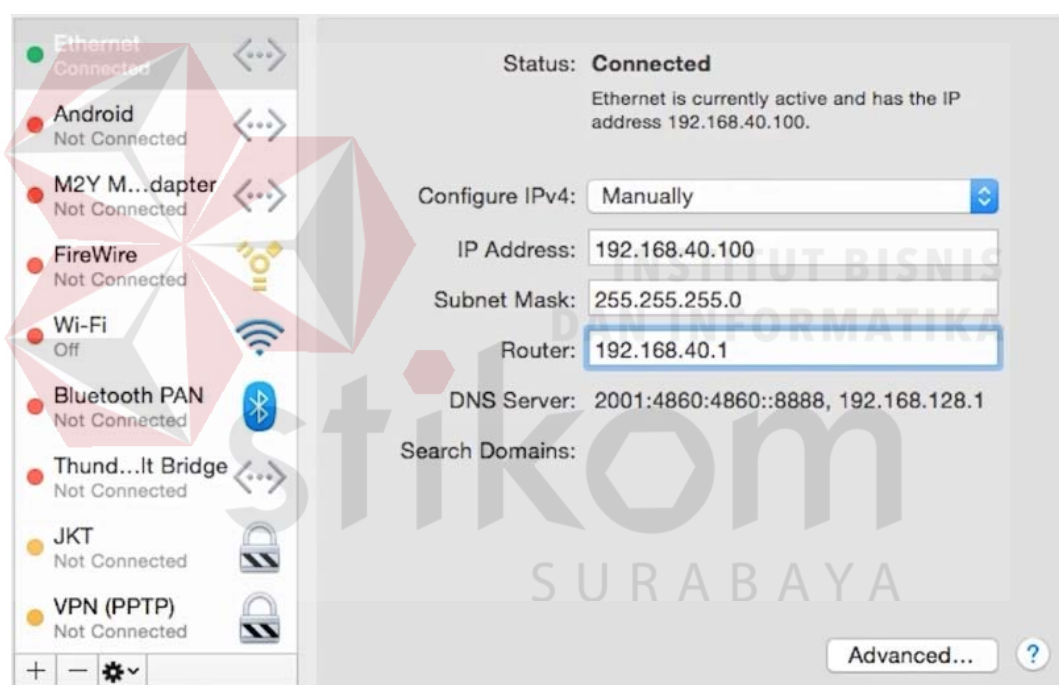 Ethernet
Connected
Android
Not Connected
M2Y M...dapter
Not Connected
FireWire
Not Connected
Wi-Fi
Off
Bluetooth PAN
Not Connected
Thund...lt Bridge
Not Connected
JKT
Not Connected
VPN (PPTP)
Not Connected
Status: Connected
Ethernet is currently active and has the IP
address 192.168.40.100.
Configure IPv4: Manually
IP Address: 192.168.40.100
Subnet Mask: 255.255.255.0
Router: 192.168.40.1
DNS Server: 2001:4860:4860::8888, 192.168.128.1
Search Domains:
Advanced...
?
INSTITUT BISNIS
DAN INFORMATIKA
stikom
SURABAYA